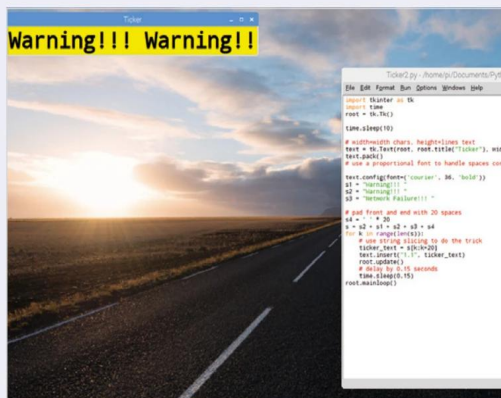 Ticker
Warning!!! Warning!!
Ticker2.py - /home/pi/Documents/Pyth
File Edit Format Run Options Windows Help
import tkinter as tk
import time
root = tk.Tk()
time.sleep(10)
# width=width chars, height=lines text
text = tk.Text(root, root.title("Ticker"),
text.pack()
# use a proportional font to handle spaces
text.config(font=('courier', 36, 'bold'))
s1 = "Warning!!! "
s2 = "Warning!!! "
s3 = "Network Failure!!! "
# pad front and end with 20 spaces
s4 = ' ' * 20
s = s2 + s1 + s2 + s3 + s4
for k in range(len(s)):
# use string slicing to do the trick
ticker_text = s[k:k+20]
text.insert("1.1", ticker_text)
root.update()
# delay by 0.15 seconds
time.sleep(0.15)
root.mainloop()